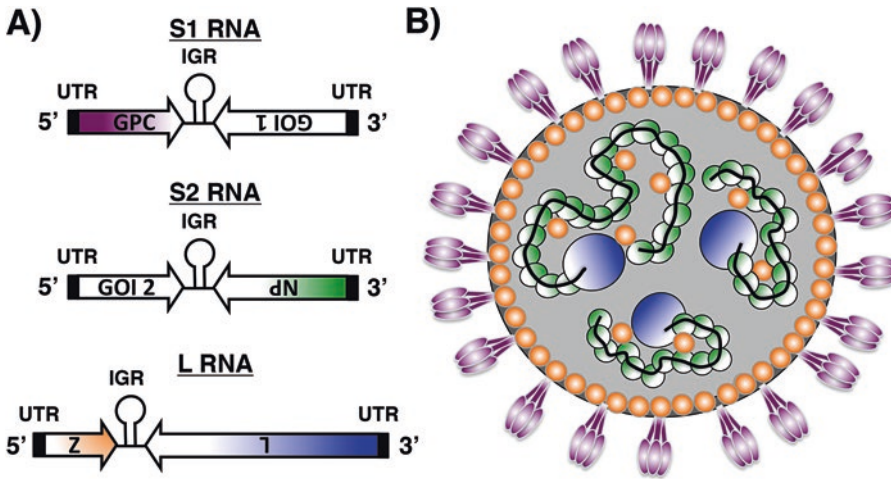 A)
S1 RNA
IGR
UTR UTR
5' GPC GOI 1 3'
S2 RNA
IGR
UTR UTR
5' GOI 2 NP 3'
L RNA
IGR
UTR UTR
5' Z L 3'
B)